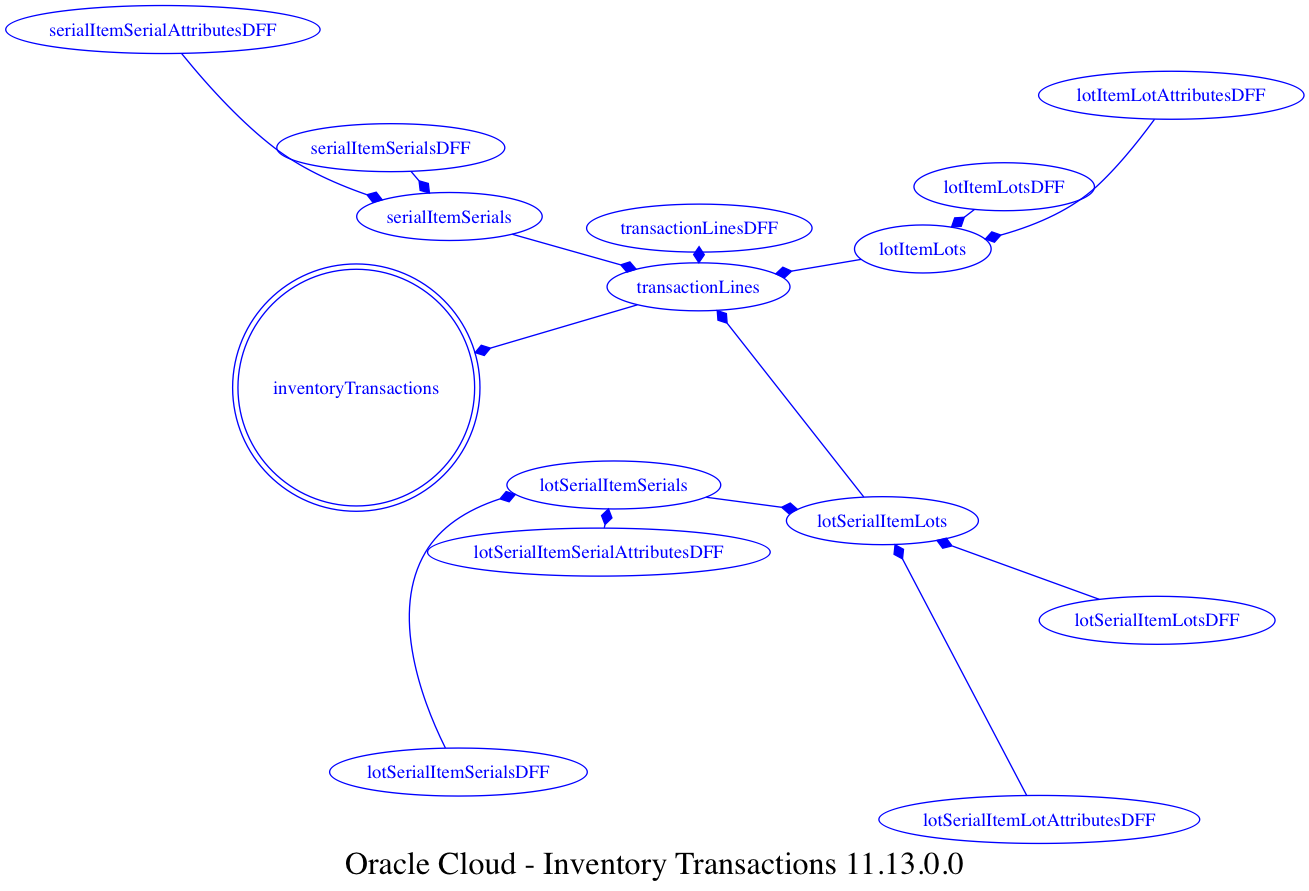 serialItemSerialAttributesDFF
lotItemLotAttributesDFF
serialItemSerialsDFF
lotItemLotsDFF
serialItemSerials
transactionLinesDFF
lotItemLots
transactionLines
inventoryTransactions
lotSerialItemSerials
lotSerialItemLots
lotSerialItemSerialAttributesDFF
lotSerialItemLotsDFF
lotSerialItemSerialsDFF
lotSerialItemLotAttributesDFF
Oracle Cloud - Inventory Transactions 11.13.0.0